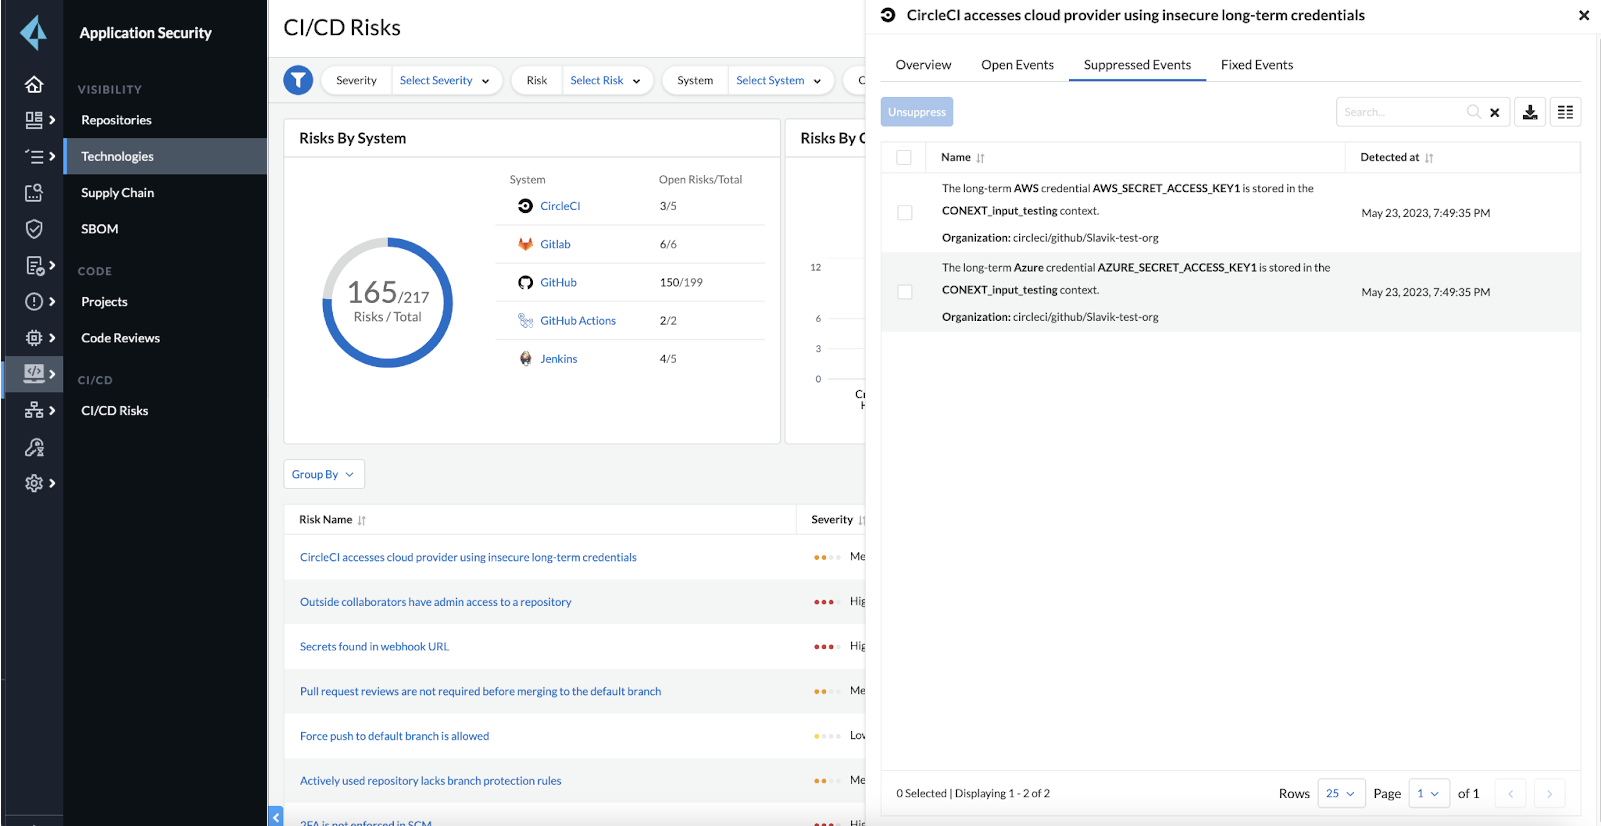 Application Security
VISIBILITY
Repositories
Technologies
Supply Chain
SBOM
CODE
Projects
Code Reviews
CI/CD
CI/CD Risks
CI/CD Risks
Severity Select Severity
Risk Select Risk
System Select System
Risks By System
System Open Risks/Total
CircleCI 3/5
Gitlab 6/6
GitHub 150/199
GitHub Actions 2/2
Jenkins 4/5
165/217
Risks / Total
Risks By
12
6
3
0
Group By
Risk Name Severity
CircleCI accesses cloud provider using insecure long-term credentials Me
Outside collaborators have admin access to a repository Hig
Secrets found in webhook URL Hig
Pull request reviews are not required before merging to the default branch Me
Force push to default branch is allowed Lov
Actively used repository lacks branch protection rules Me
2FA is not enforced in SCM Hig
CircleCI accesses cloud provider using insecure long-term credentials
Overview Open Events Suppressed Events Fixed Events
Unsuppress
Search...
Name Detected at
The long-term AWS credential AWS_SECRET_ACCESS_KEY1 is stored in the
CONEXT_input_testing context.
May 23, 2023, 7:49:35 PM
Organization: circleci/github/Slavik-test-org
The long-term Azure credential AZURE_SECRET_ACCESS_KEY1 is stored in the
CONEXT_input_testing context.
May 23, 2023, 7:49:35 PM
Organization: circleci/github/Slavik-test-org
0 Selected | Displaying 1 - 2 of 2
Rows 25 Page 1 of 1